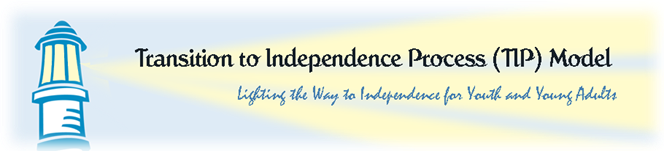 Transition to Independence Process (TIP) Model
Lighting the Way to Independence for Youth and Young Adults